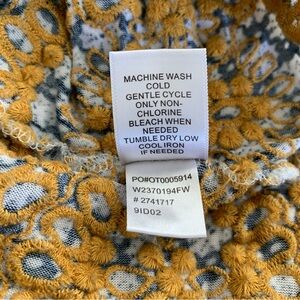 MACHINE WASH
COLD
GENTLE CYCLE
ONLY NON-
CHLORINE
BLEACH WHEN
NEEDED
TUMBLE DRY LOW
COOL IRON
IF NEEDED
PO#OT0005914
W2370194FW
# 2741717
9ID02